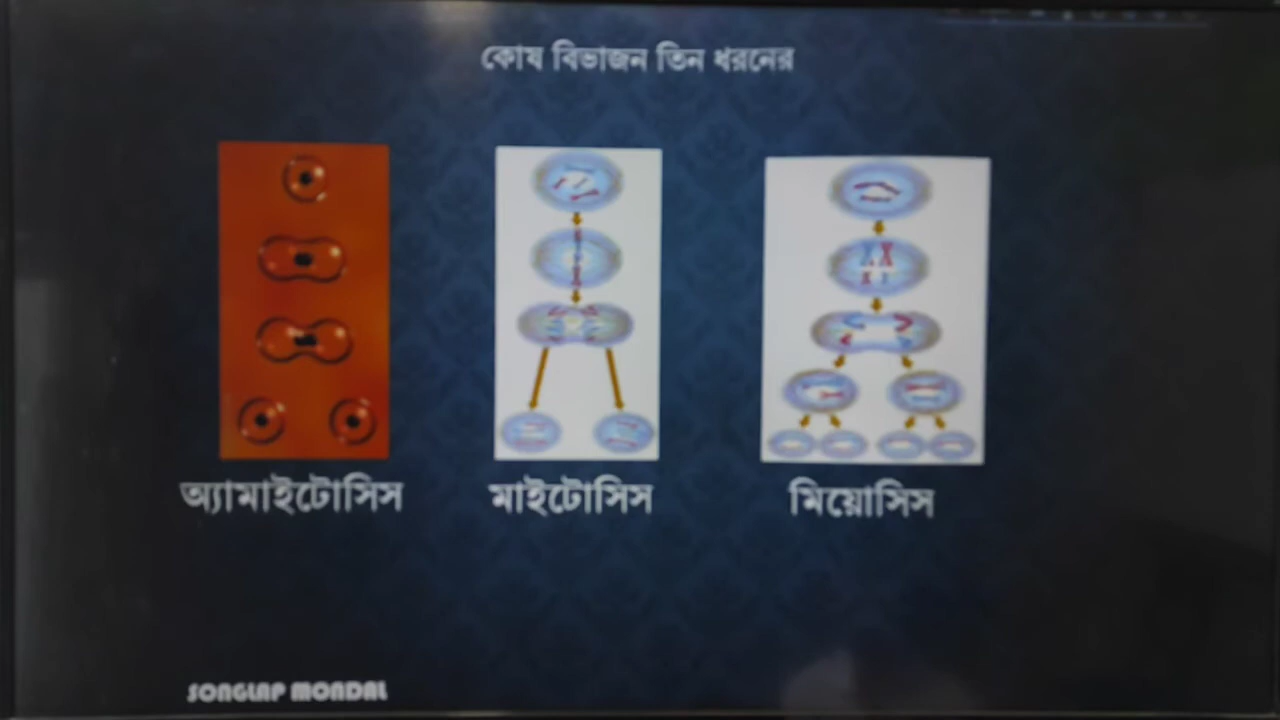 কোষ বিভাজন তিন ধরনের
অ্যামাইটোসিস
মাইটোসিস
মিয়োসিস
SONGLAP MONDAL